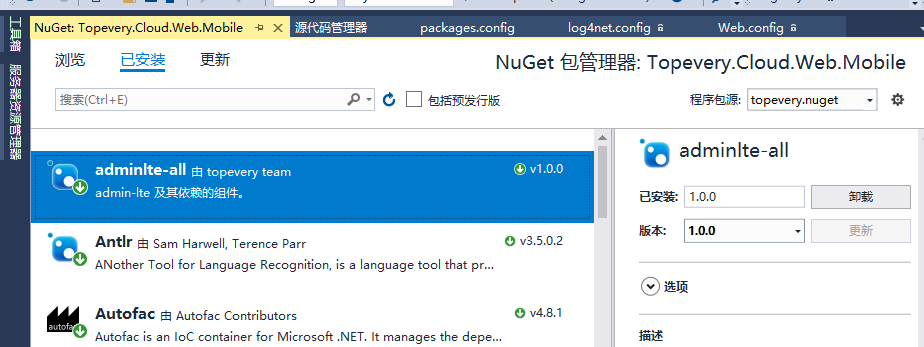 NuGet: Topevery.Cloud.Web.Mobile
源代码管理器
packages.config
log4net.config
Web.config
工具箱
服务器资源管理器
浏览
已安装
更新
NuGet 包管理器: Topevery.Cloud.Web.Mobile
搜索(Ctrl+E)
包括预发行版
程序包源:
topevery.nuget
adminlte-all 由 topevery team
v1.0.0
admin-lte 及其依赖的组件。
Antlr 由 Sam Harwell, Terence Parr
v3.5.0.2
ANother Tool for Language Recognition, is a language tool that pr...
Autofac 由 Autofac Contributors
v4.8.1
Autofac is an IoC container for Microsoft .NET. It manages the depe...
autofac
adminlte-all
已安装:
1.0.0
卸载
版本:
1.0.0
更新
选项
描述